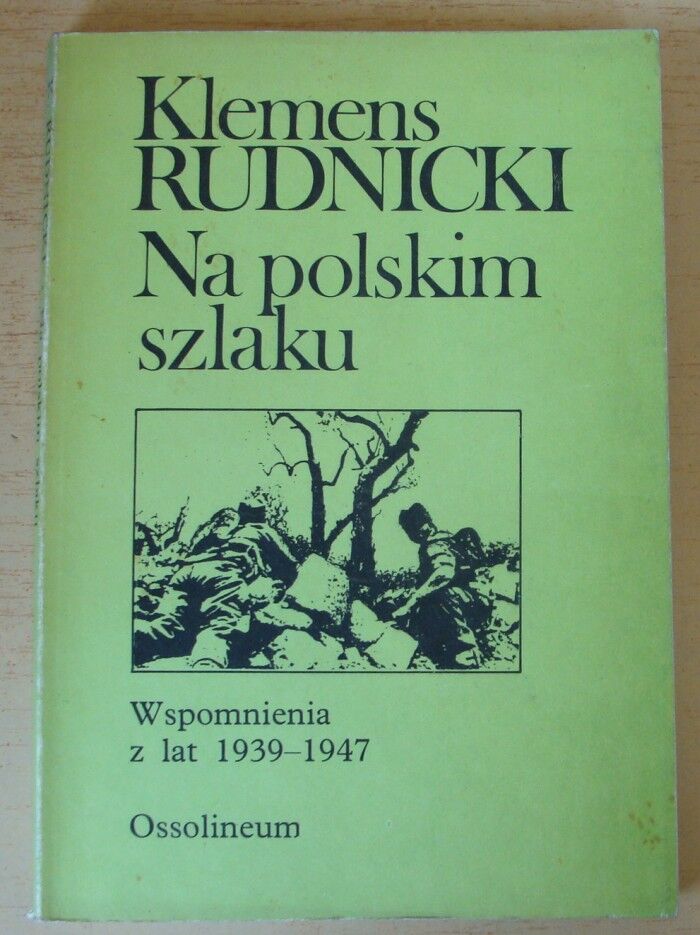 Klemens
RUDNICKI
Na polskim
szlaku
Wspomnienia
z lat 1939–1947
Ossolineum